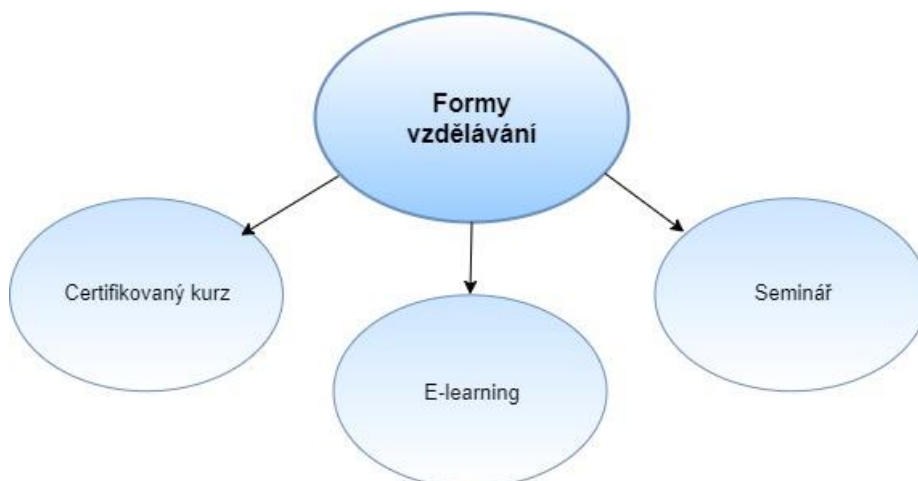 Formy
vzdělávání
Certifikovaný kurz
E-learning
Seminář